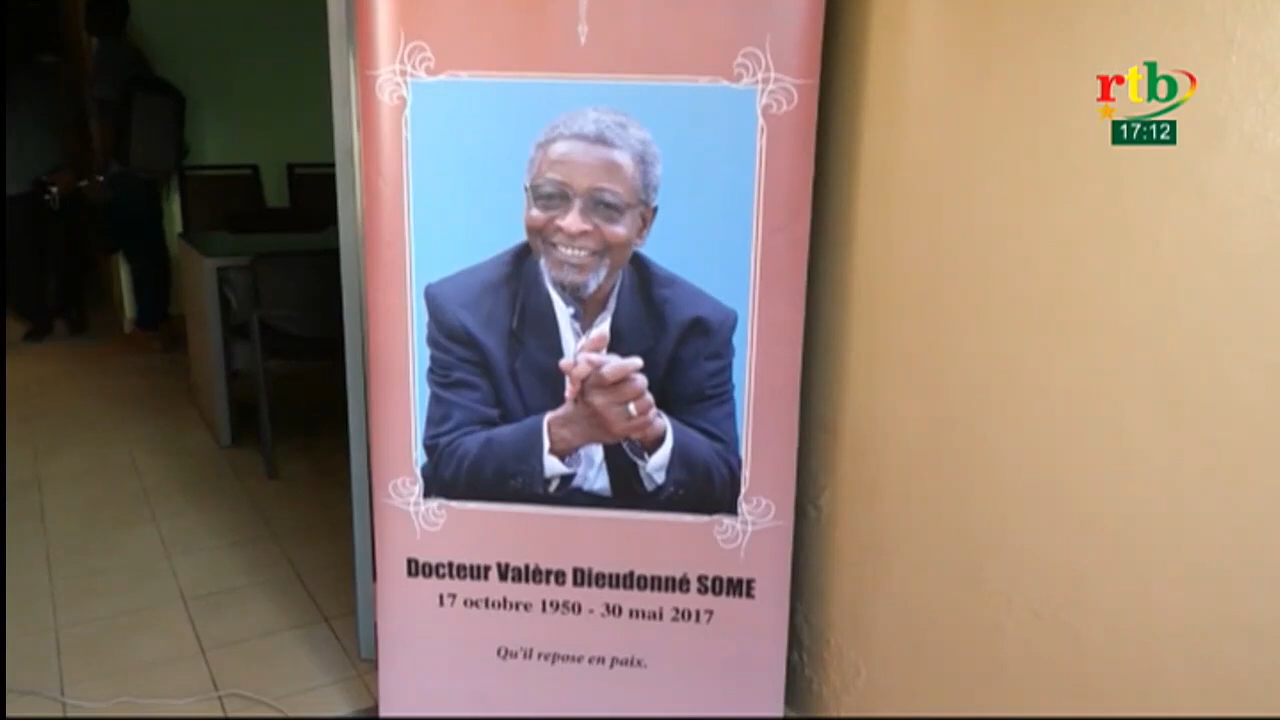 rtb
17:12
Docteur Valère Dieudonné SOME
17 octobre 1950 - 30 mai 2017
Qu'il repose en paix.